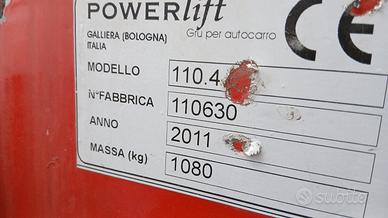 POWERlift
Gru per autocarro
GALLIERA (BOLOGNA)
ITALIA
CE
MODELLO 110.4
N°FABBRICA 110630
ANNO 2011
MASSA (kg) 1080
subito